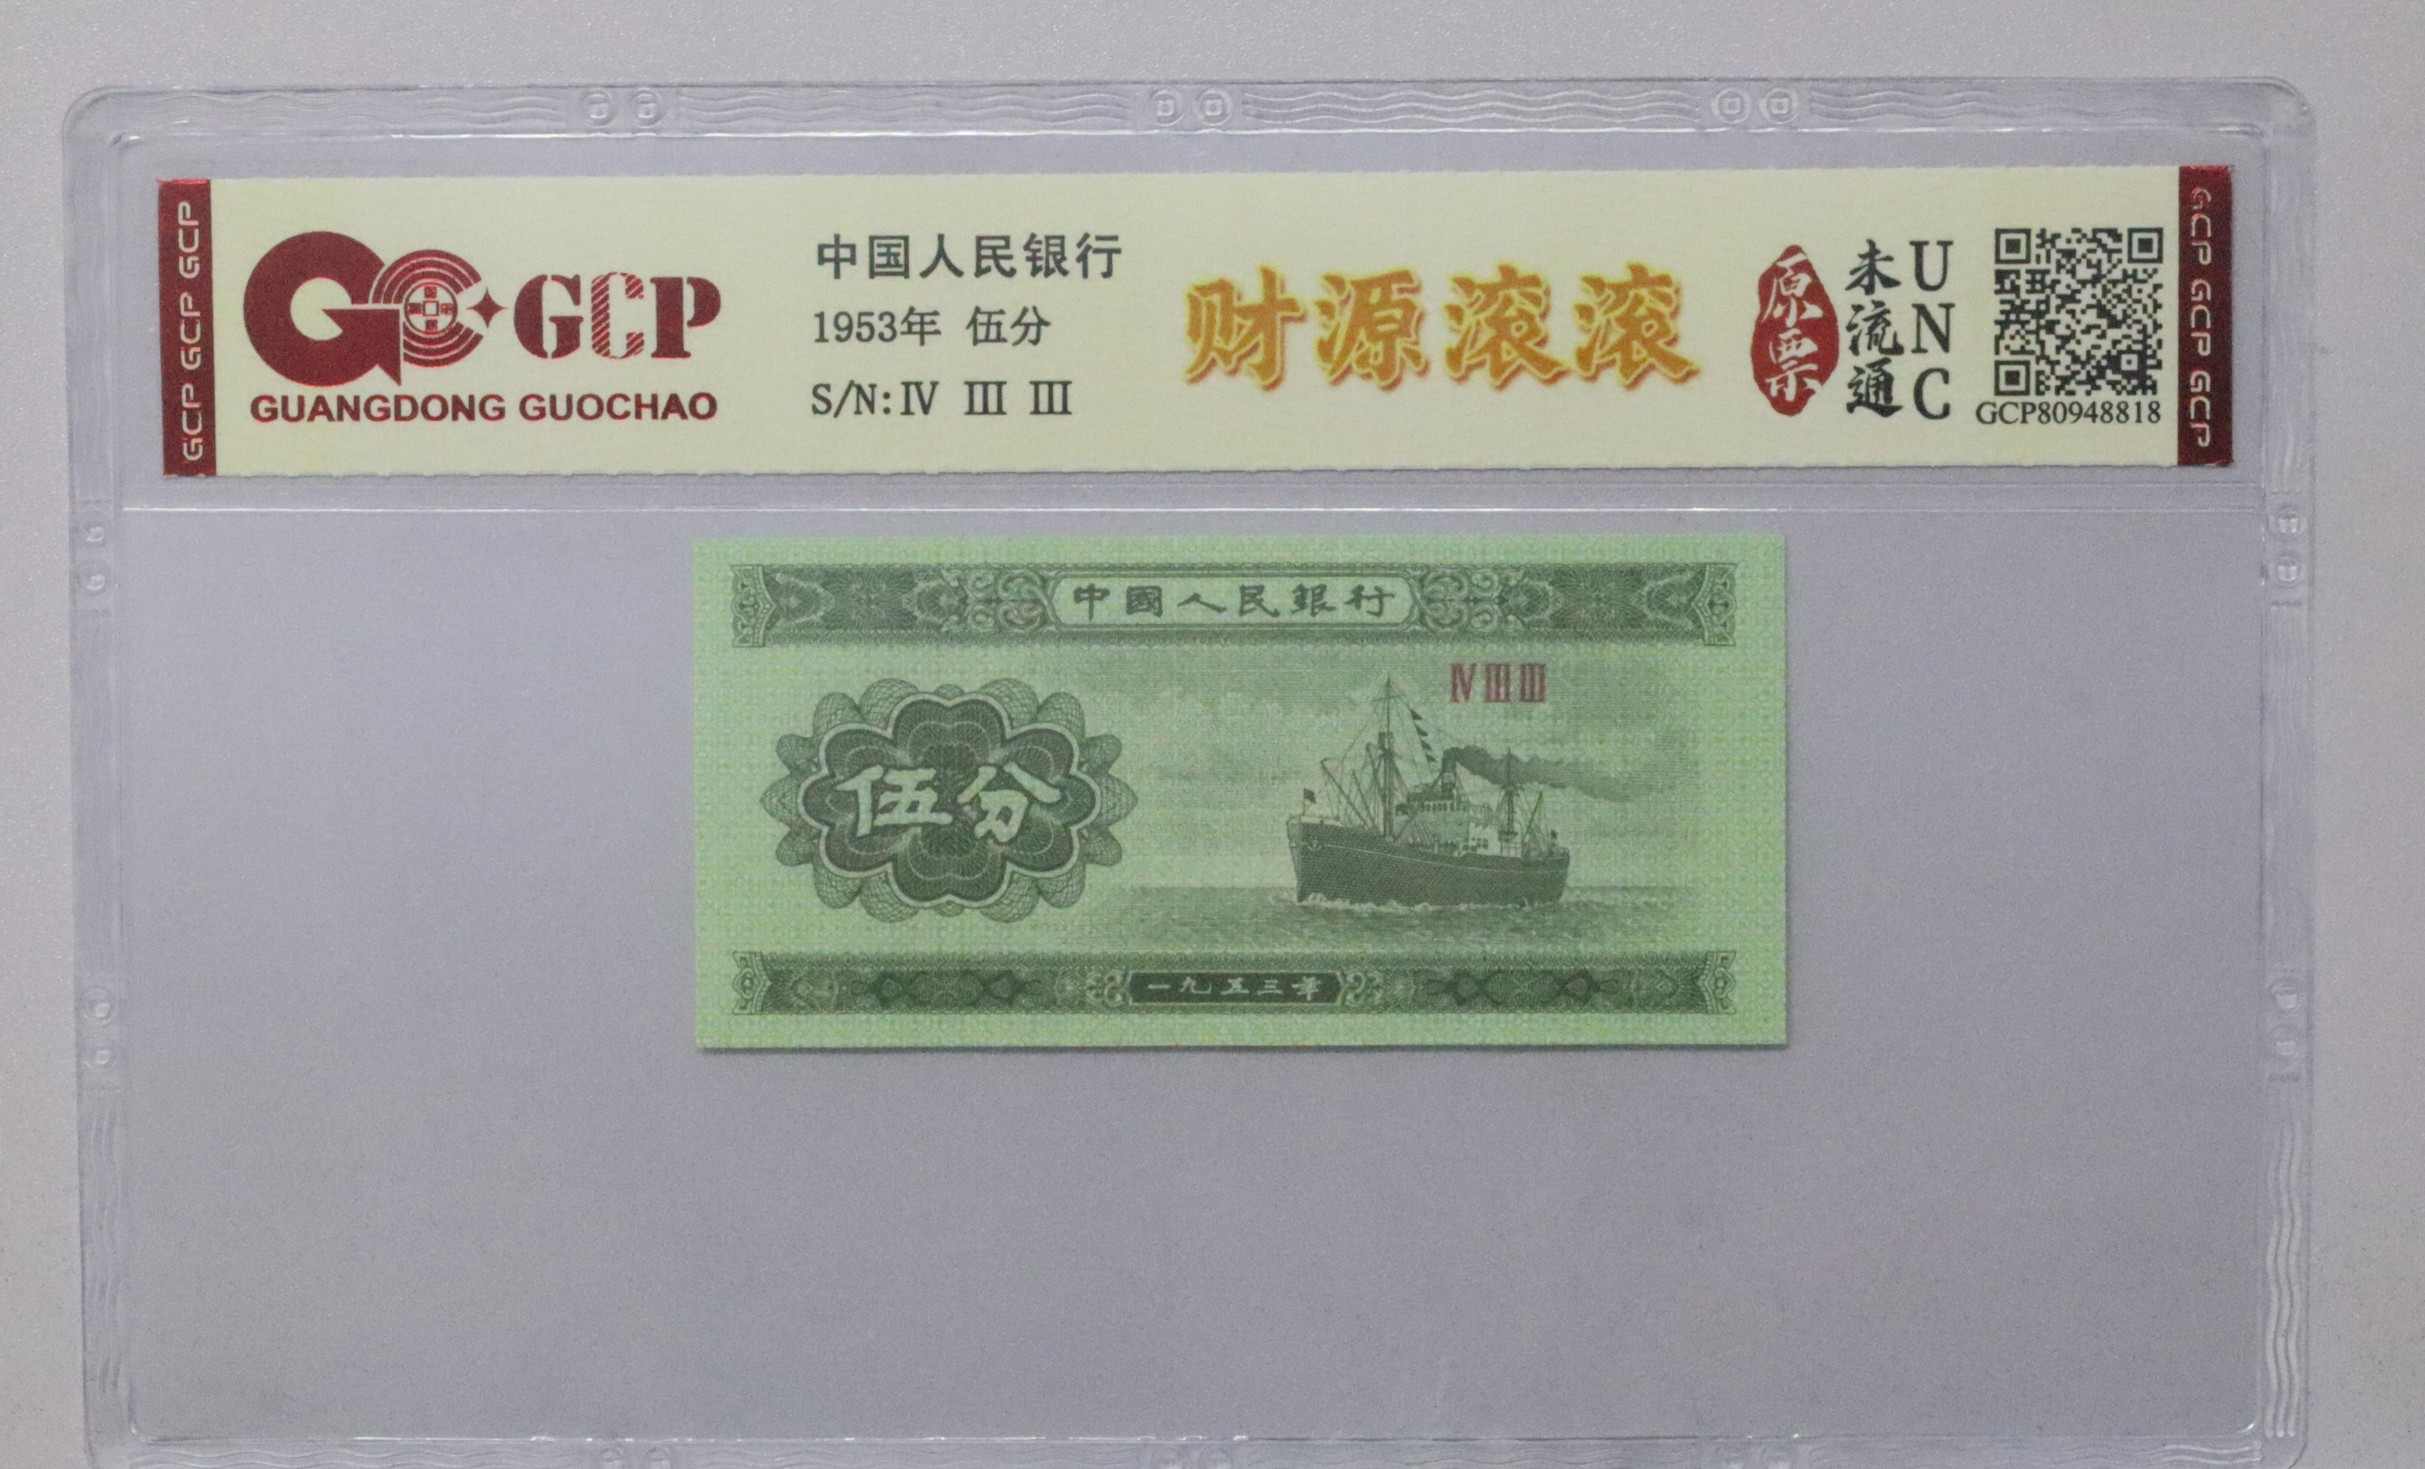 GCP GCP GCP
GCP
GUANGDONG GUOCHAO
中国人民银行
1953年 伍分
S/N: Ⅳ Ⅲ Ⅲ
财源滚滚
原票
未流通
UNC
GCP80948818
GCP GCP GCP
中國人民銀行
Ⅳ Ⅲ Ⅲ
伍分
一九五三年